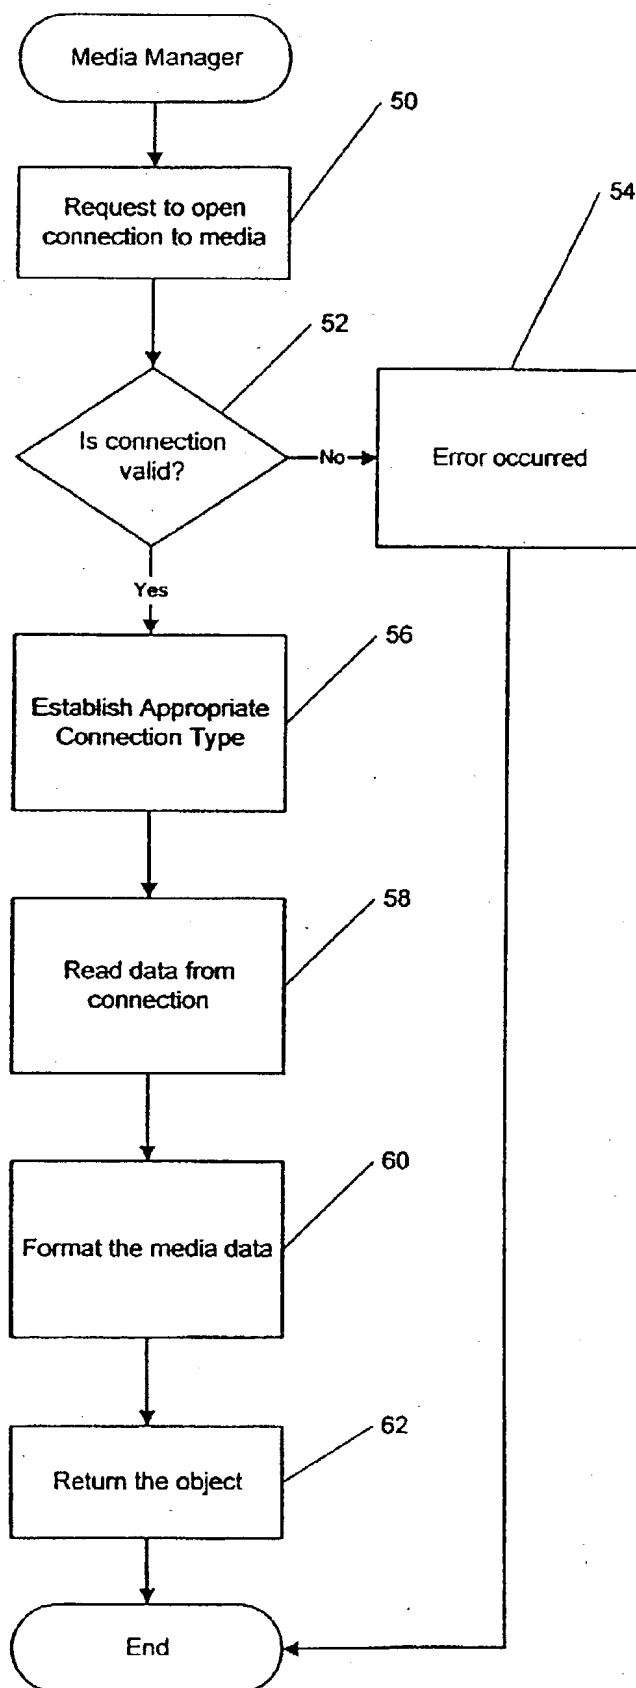 Media Manager
50
Request to open
connection to media
54
52
Is connection
valid?
No
Error occurred
Yes
56
Establish Appropriate
Connection Type
58
Read data from
connection
60
Format the media data
62
Return the object
End